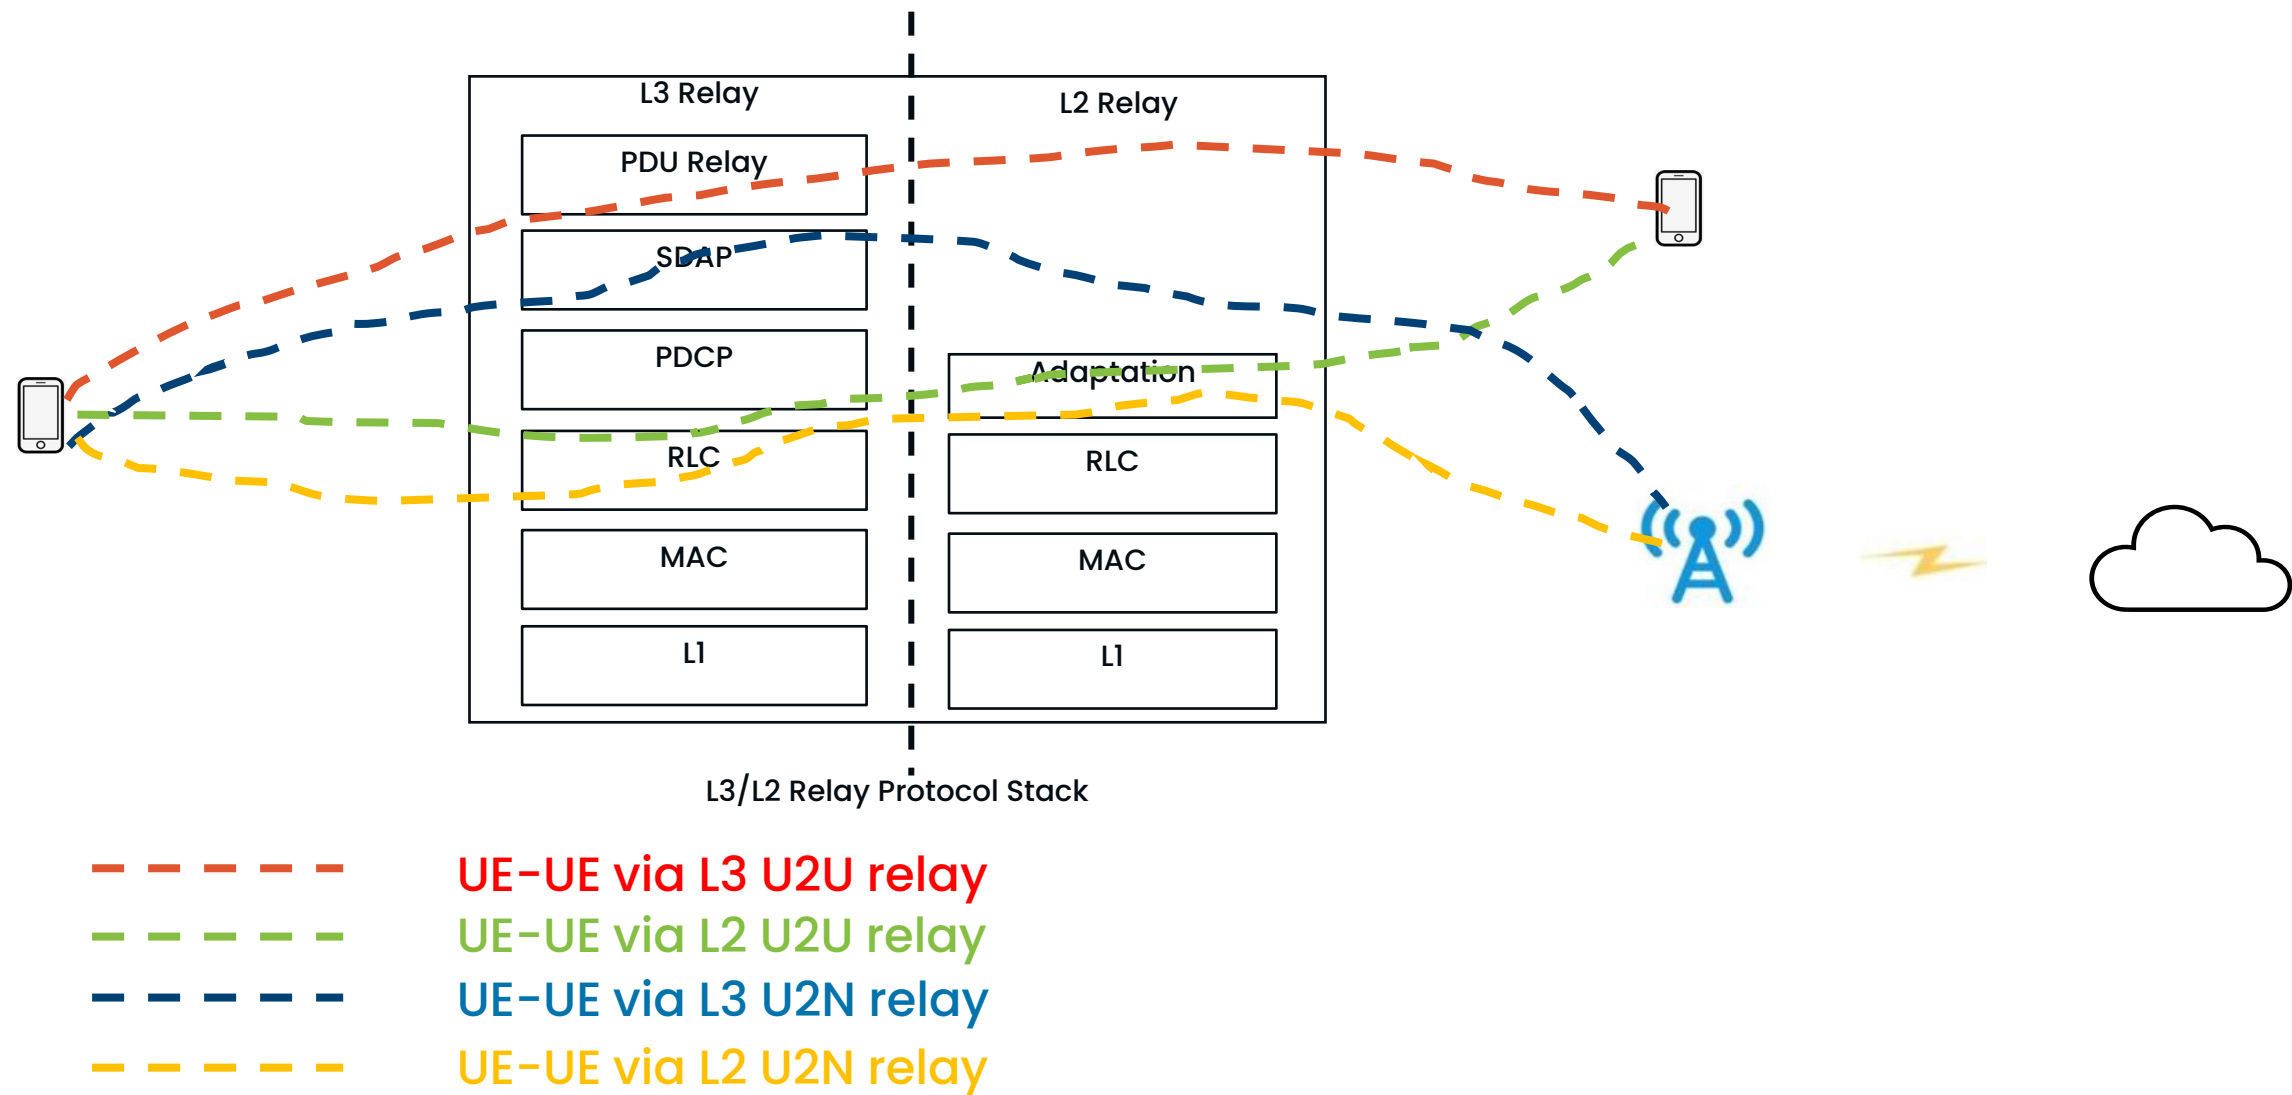 L3 Relay
PDU Relay
SDAP
PDCP
RLC
MAC
L1
L2 Relay
Adaptation
RLC
MAC
L1
L3/L2 Relay Protocol Stack
UE-UE via L3 U2U relay
UE-UE via L2 U2U relay
UE-UE via L3 U2N relay
UE-UE via L2 U2N relay